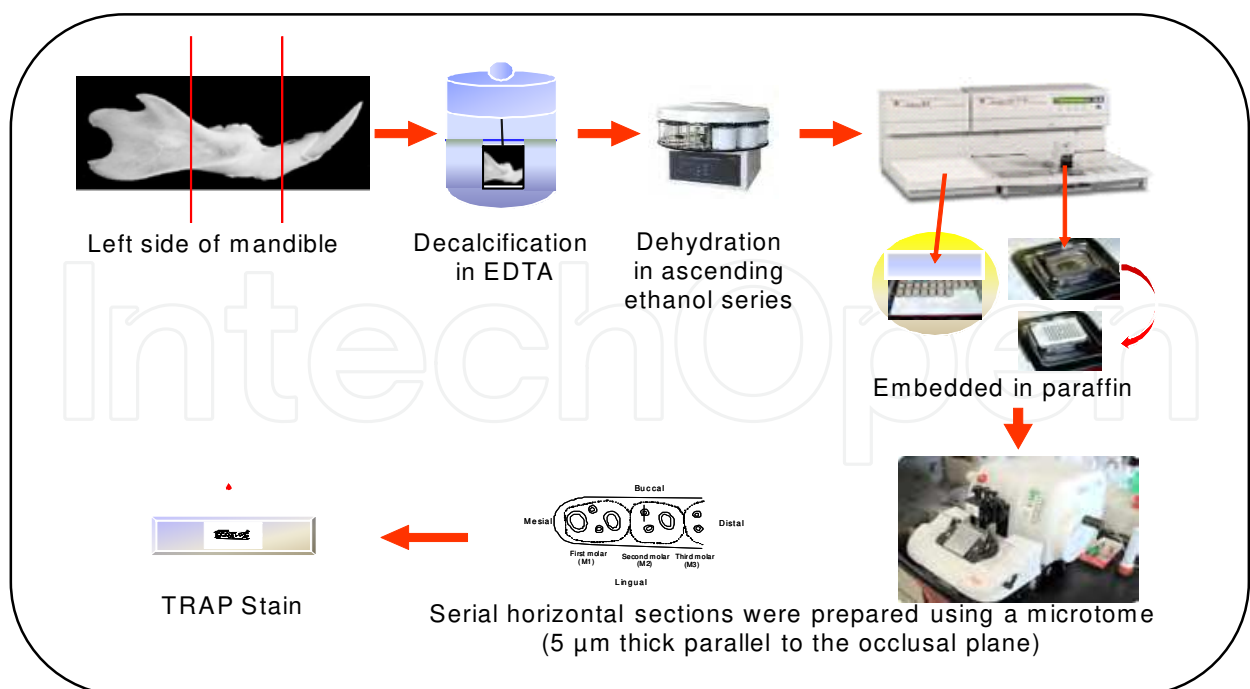 Left side of mandible
Decalcification
in EDTA
Dehydration
in ascending
ethanol series
Embedded in paraffin
Buccal
Mesial
Distal
First molar
(M1)
Second molar
(M2)
Third molar
(M3)
Lingual
Serial horizontal sections were prepared using a microtome
(5 µm thick parallel to the occlusal plane)
TRAP Stain
IntechOpen